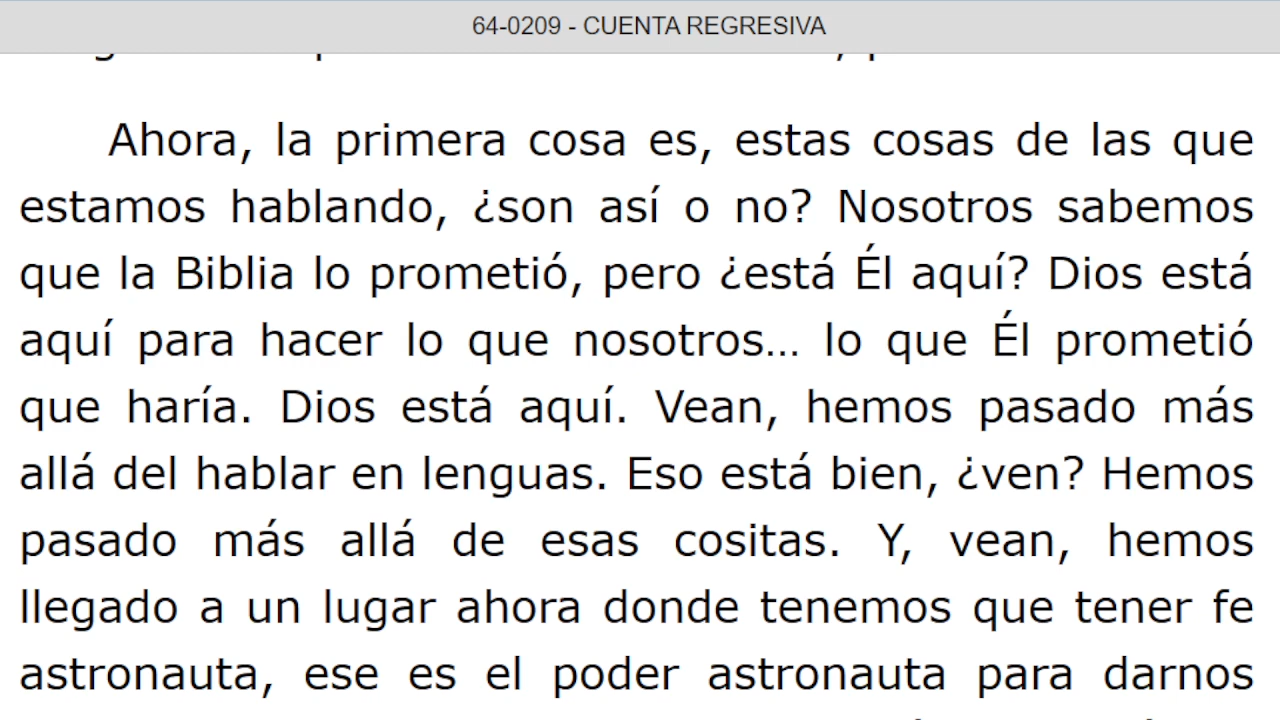 64-0209 - CUENTA REGRESIVA
Ahora, la primera cosa es, estas cosas de las que
estamos hablando, ¿son así o no? Nosotros sabemos
que la Biblia lo prometió, pero ¿está Él aquí? Dios está
aquí para hacer lo que nosotros... lo que Él prometió
que haría. Dios está aquí. Vean, hemos pasado más
allá del hablar en lenguas. Eso está bien, ¿ven? Hemos
pasado más allá de esas cositas. Y, vean, hemos
llegado a un lugar ahora donde tenemos que tener fe
astronauta, ese es el poder astronauta para darnos